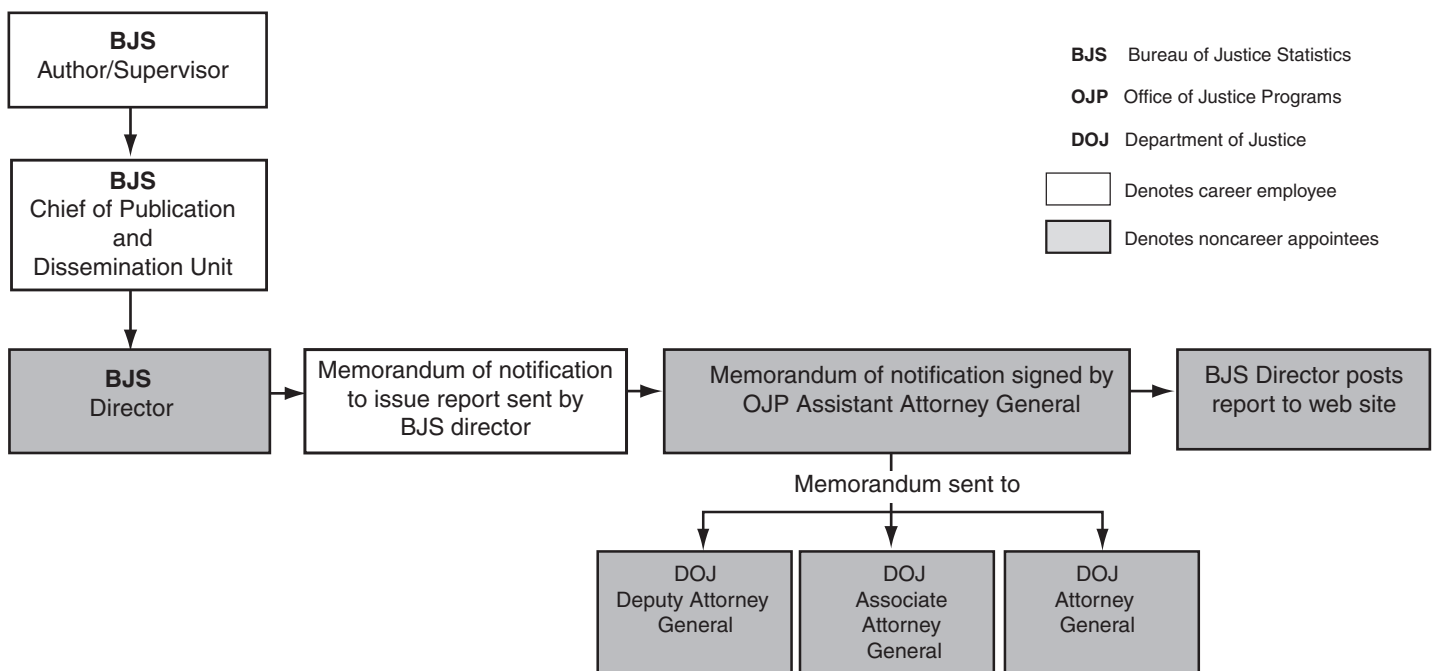 BJS
Author/Supervisor
BJS
Chief of Publication
and
Dissemination Unit
BJS
Director
Memorandum of notification
to issue report sent by
BJS director
Memorandum of notification signed by
OJP Assistant Attorney General
BJS Director posts
report to web site
Memorandum sent to
DOJ
Deputy Attorney
General
DOJ
Associate
Attorney
General
DOJ
Attorney
General
BJS Bureau of Justice Statistics
OJP Office of Justice Programs
DOJ Department of Justice
Denotes career employee
Denotes noncareer appointees